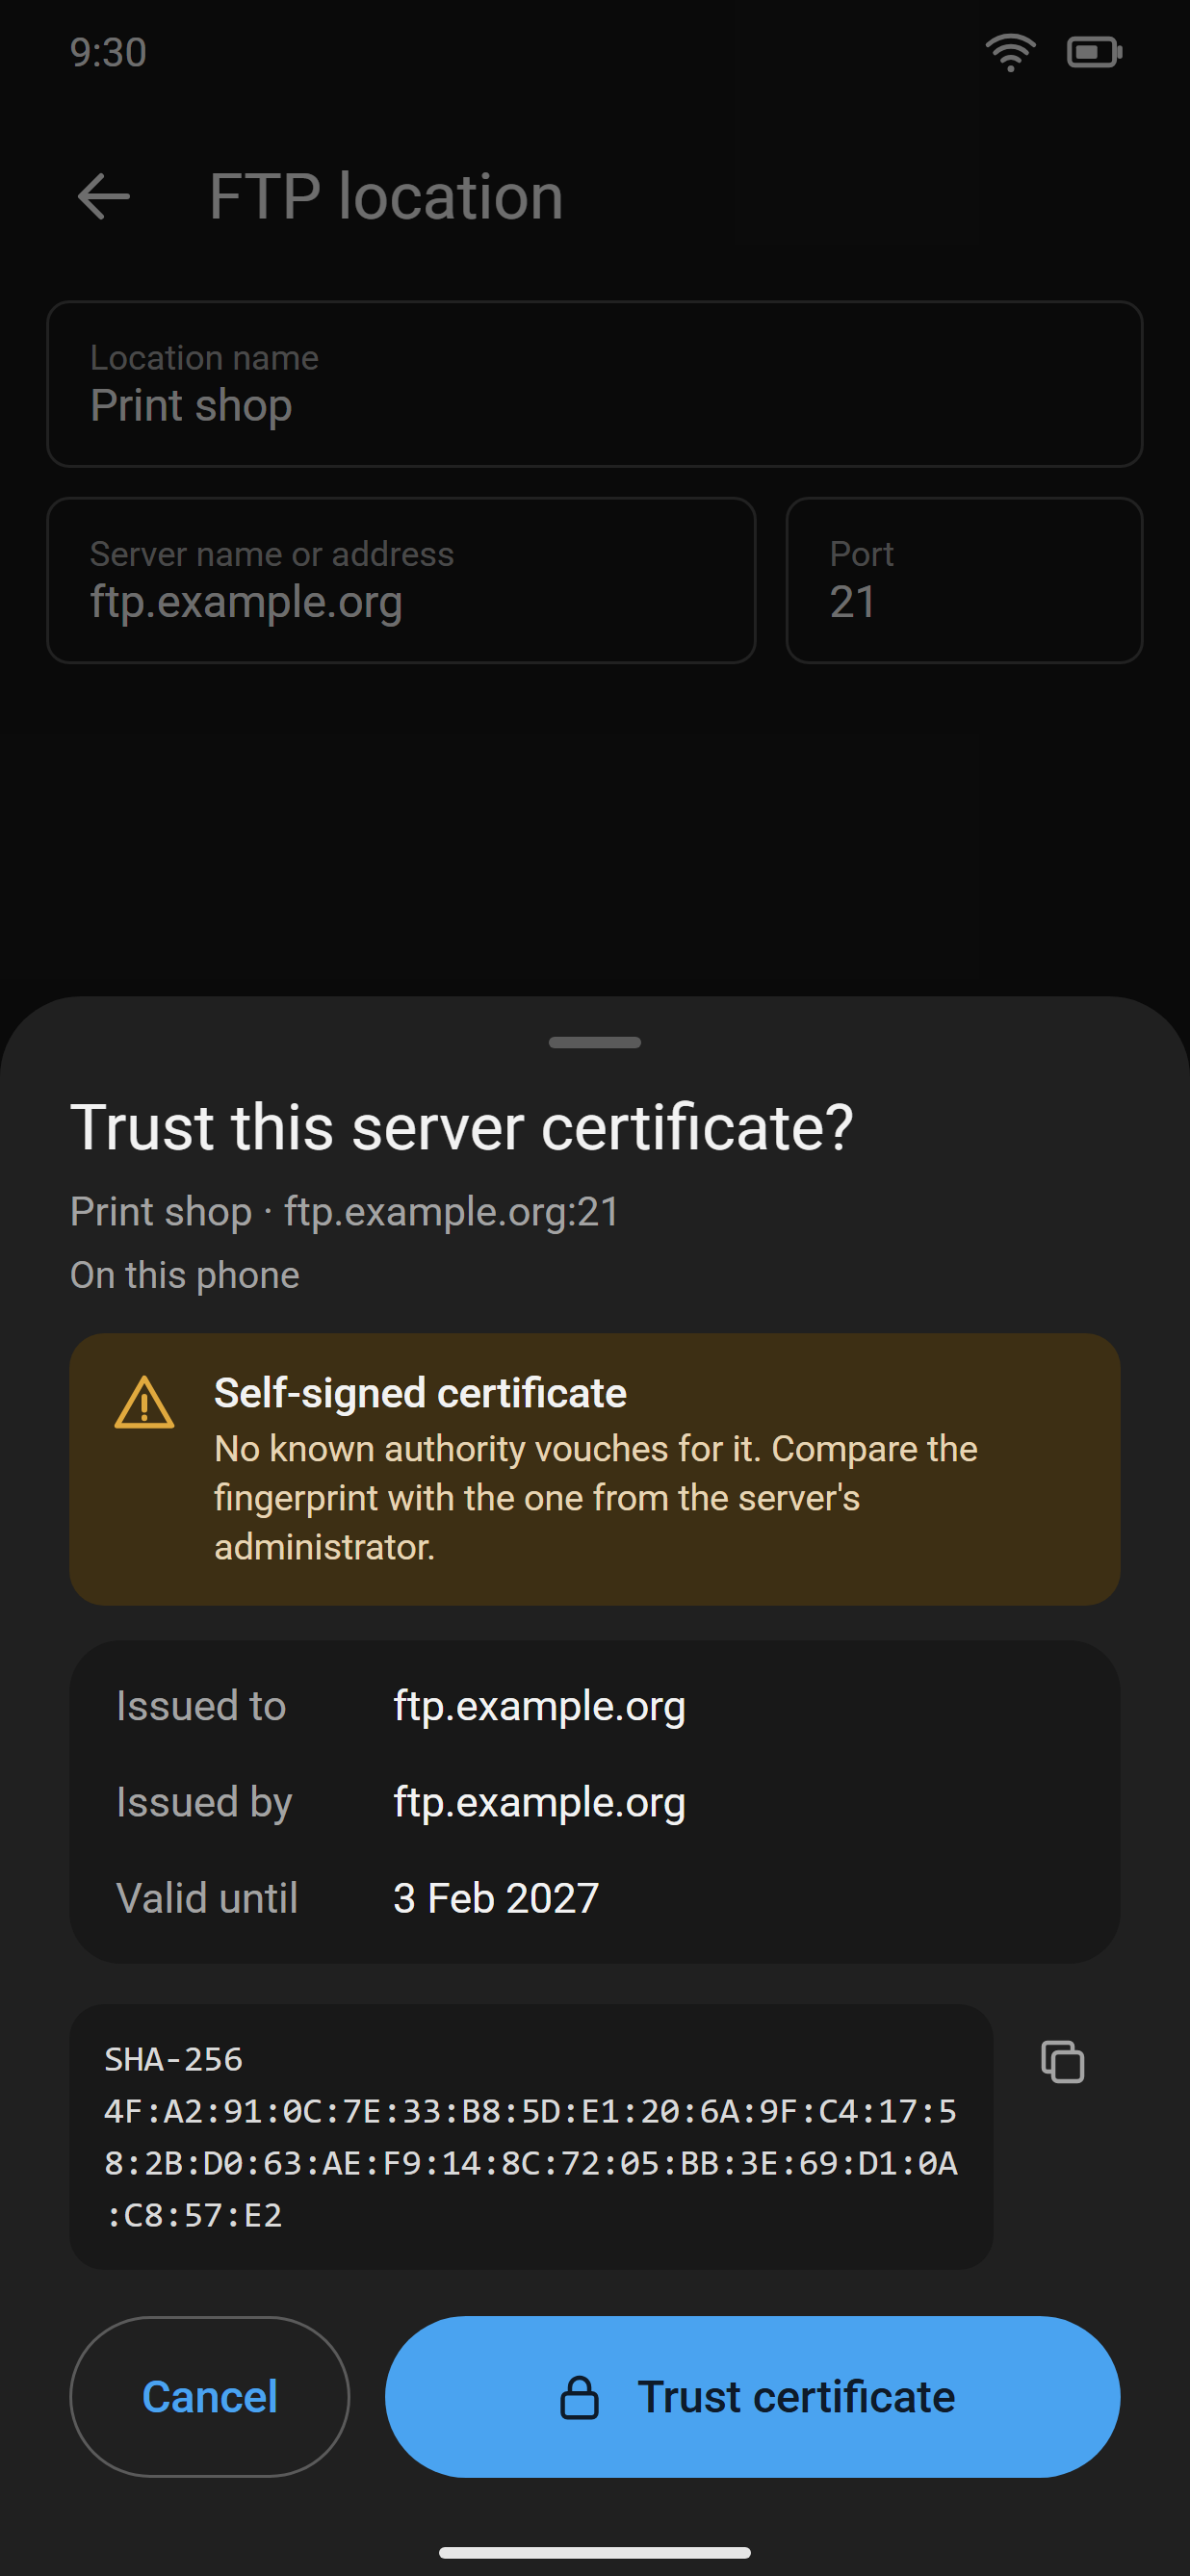 9:30
FTP location
Location name
Print shop
Server name or address
ftp.example.org
Port
21
Trust this server certificate?
Print shop · ftp.example.org:21
On this phone
Self-signed certificate
No known authority vouches for it. Compare the
fingerprint with the one from the server's
administrator.
Issued to
ftp.example.org
Issued by
ftp.example.org
Valid until
3 Feb 2027
SHA-256
4F:A2:91:0C:7E:33:B8:5D:E1:20:6A:9F:C4:17:5
8:2B:D0:63:AE:F9:14:8C:72:05:BB:3E:69:D1:0A
:C8:57:E2
Cancel
Trust certificate